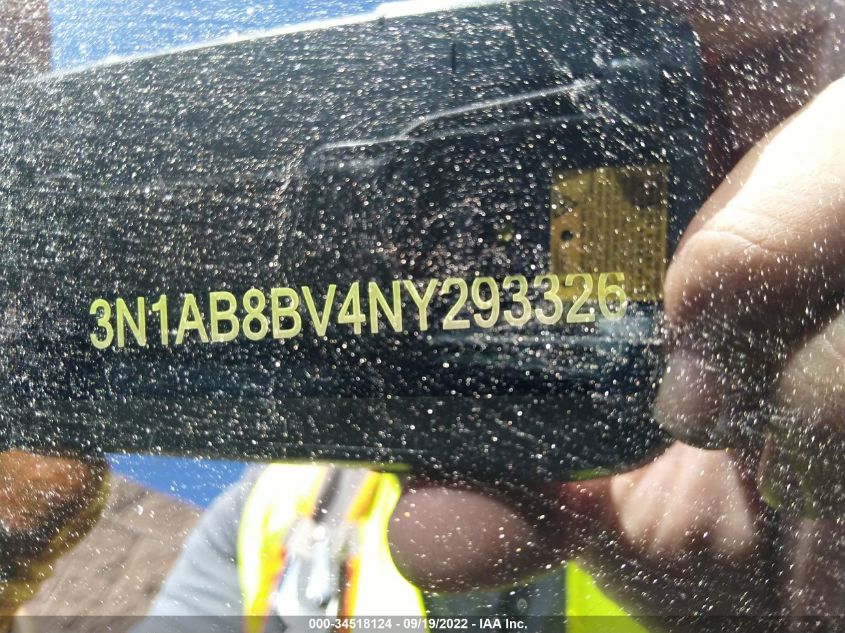 3N1AB8BV4NY293326
000-34518124 - 09/19/2022 - IAA Inc.